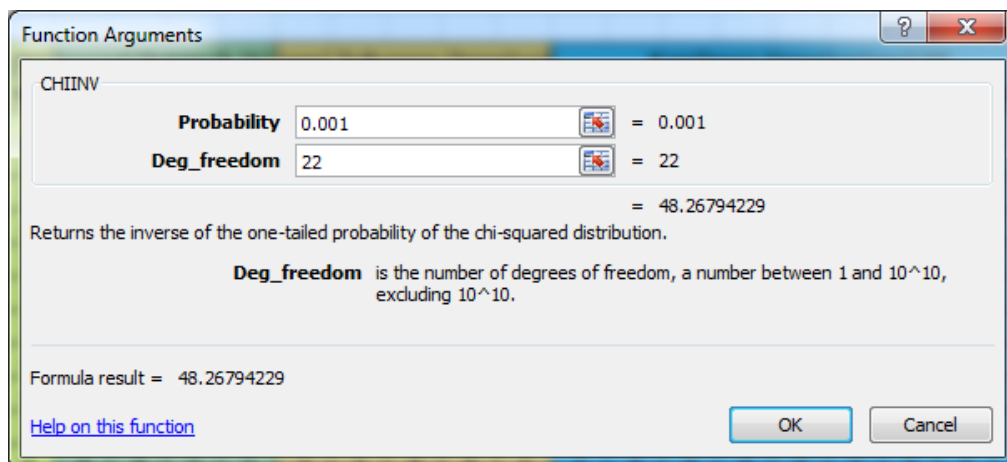 Function Arguments
CHIINV
Probability 0.001 = 0.001
Deg_freedom 22 = 22
= 48.26794229
Returns the inverse of the one-tailed probability of the chi-squared distribution.
Deg_freedom is the number of degrees of freedom, a number between 1 and 10^10,
excluding 10^10.
Formula result = 48.26794229
Help on this function
OK Cancel